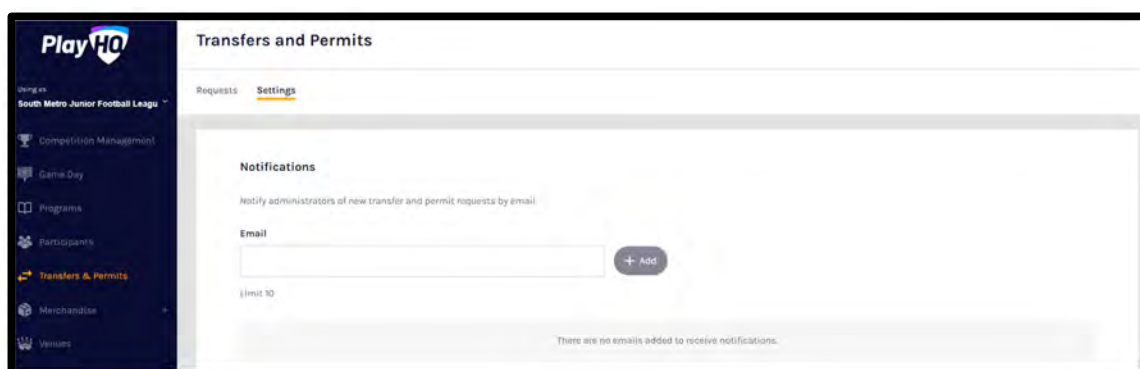 PlayHQ
Transfers and Permits
Using as
South Metro Junior Football Leagu
Requests Settings
Competition Management
Game Day
Programs
Participants
Transfers & Permits
Merchandise +
Venues
Notifications
Notify administrators of new transfer and permit requests by email
Email
+ Add
Limit 10
There are no emails added to receive notifications.